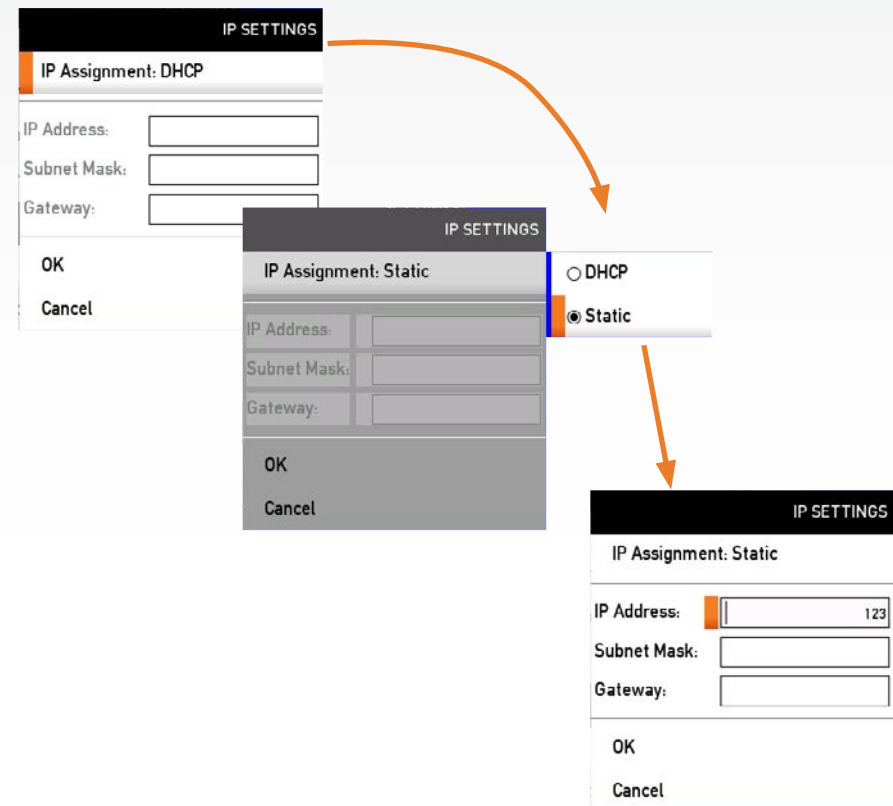 IP SETTINGS
IP Assignment: DHCP
IP Address:
Subnet Mask:
Gateway:
OK
Cancel
IP SETTINGS
IP Assignment: Static
IP Address:
Subnet Mask:
Gateway:
OK
Cancel
DHCP
Static
IP SETTINGS
IP Assignment: Static
IP Address: 123
Subnet Mask:
Gateway:
OK
Cancel